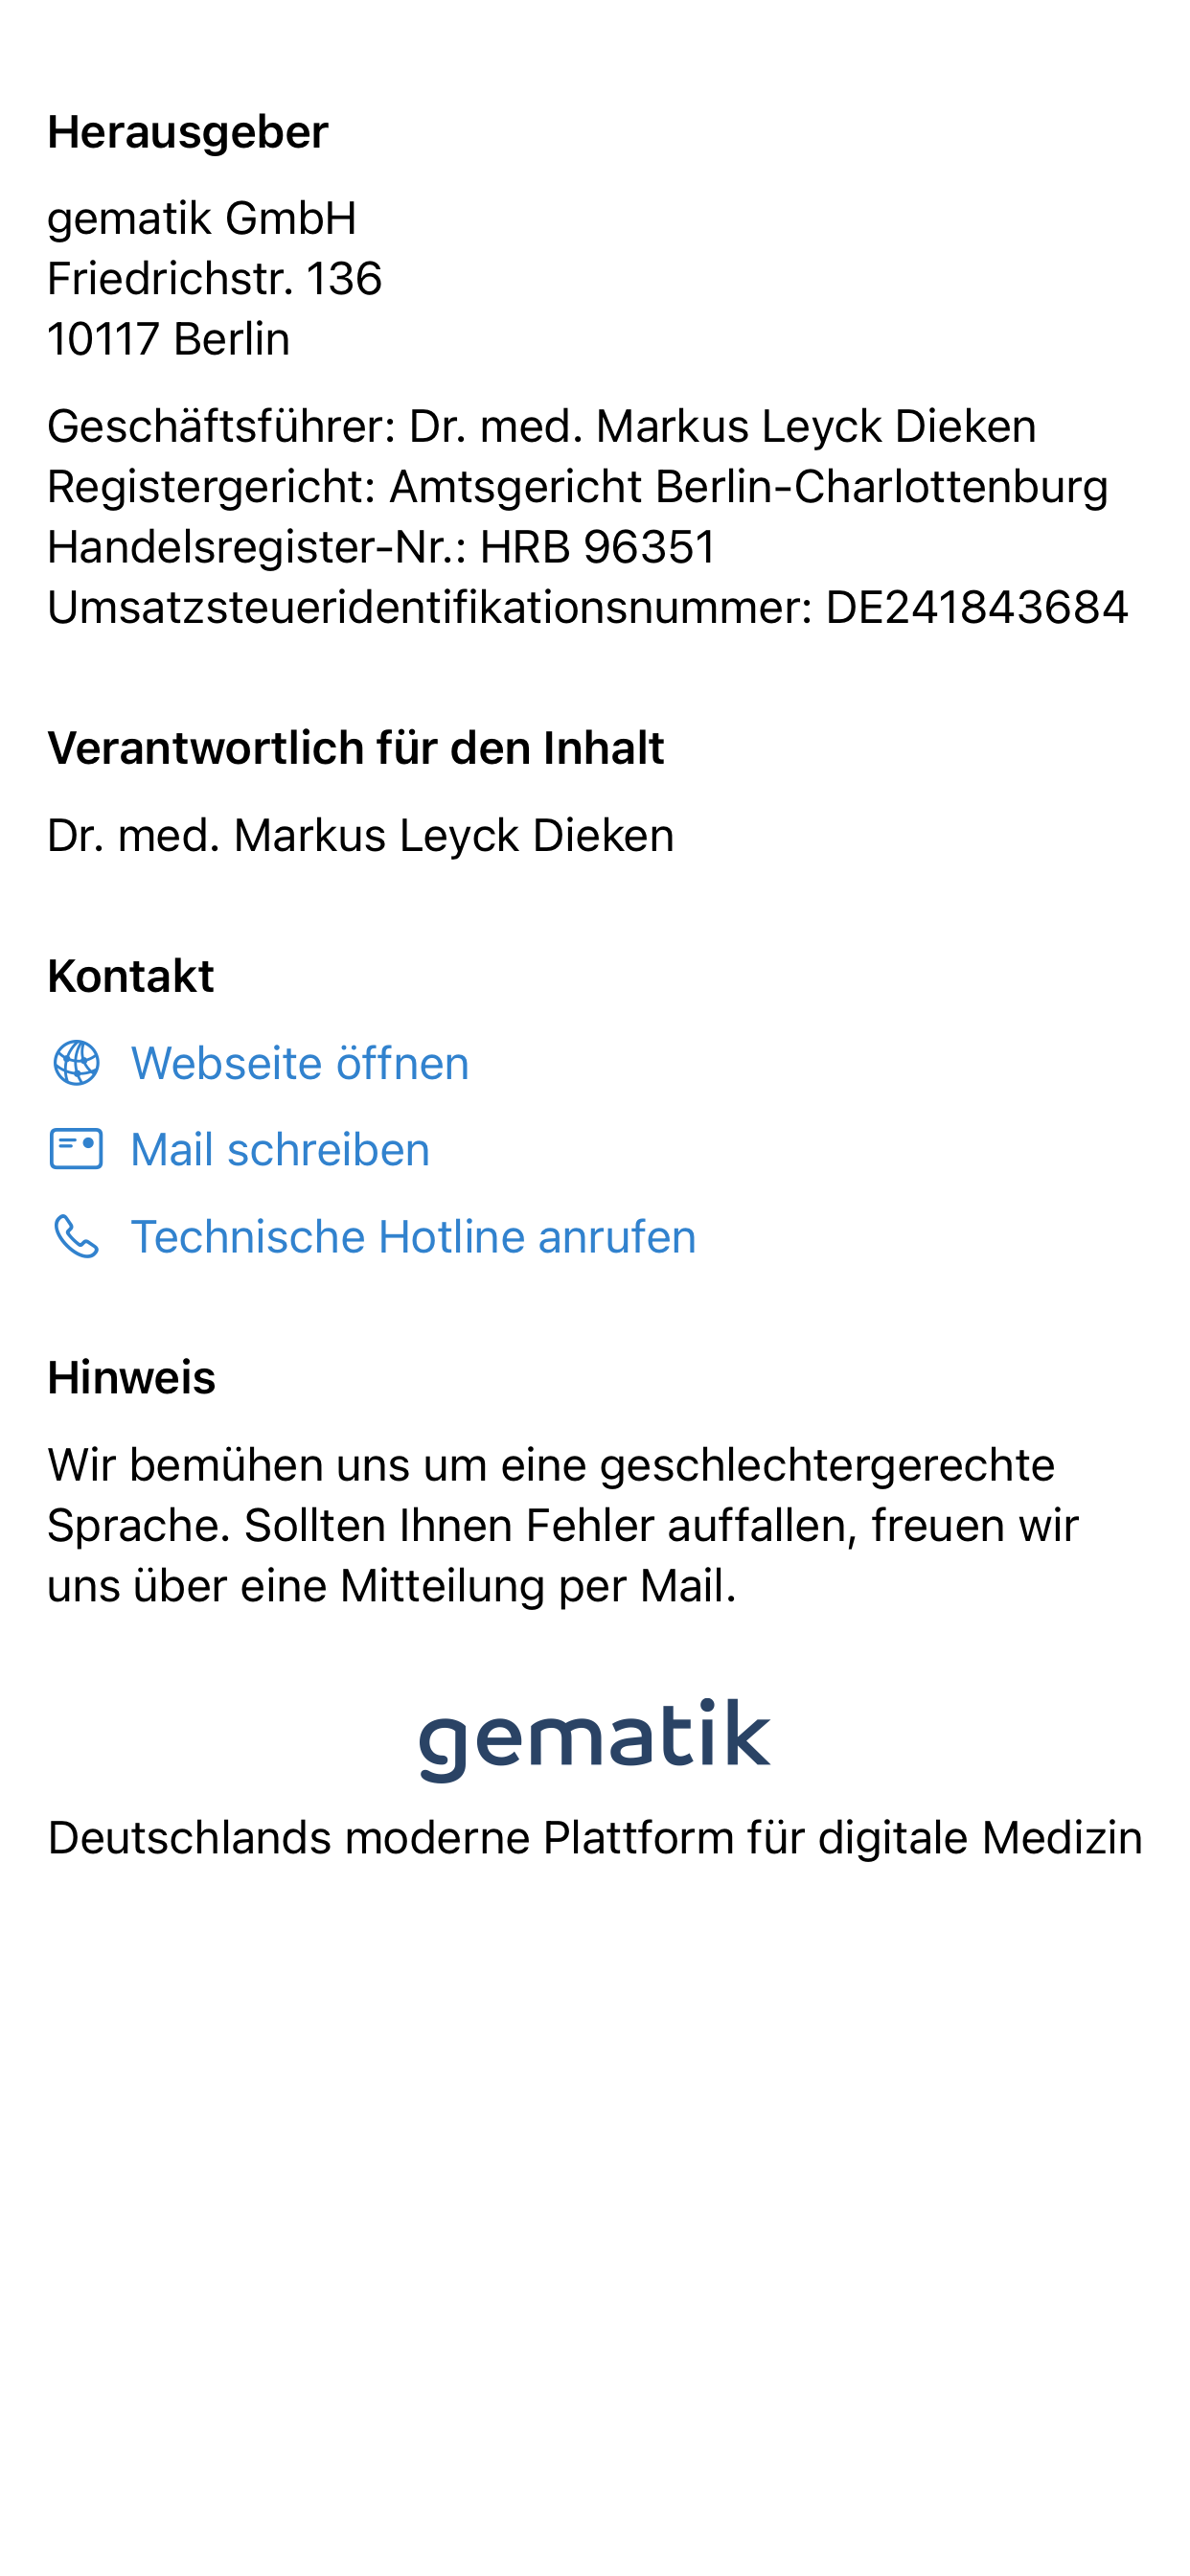 Herausgeber
gematik GmbH
Friedrichstr. 136
10117 Berlin
Geschäftsführer: Dr. med. Markus Leyck Dieken
Registergericht: Amtsgericht Berlin-Charlottenburg
Handelsregister-Nr.: HRB 96351
Umsatzsteueridentifikationsnummer: DE241843684
Verantwortlich für den Inhalt
Dr. med. Markus Leyck Dieken
Kontakt
Webseite öffnen
Mail schreiben
Technische Hotline anrufen
Hinweis
Wir bemühen uns um eine geschlechtergerechte
Sprache. Sollten Ihnen Fehler auffallen, freuen wir
uns über eine Mitteilung per Mail.
gematik
Deutschlands moderne Plattform für digitale Medizin